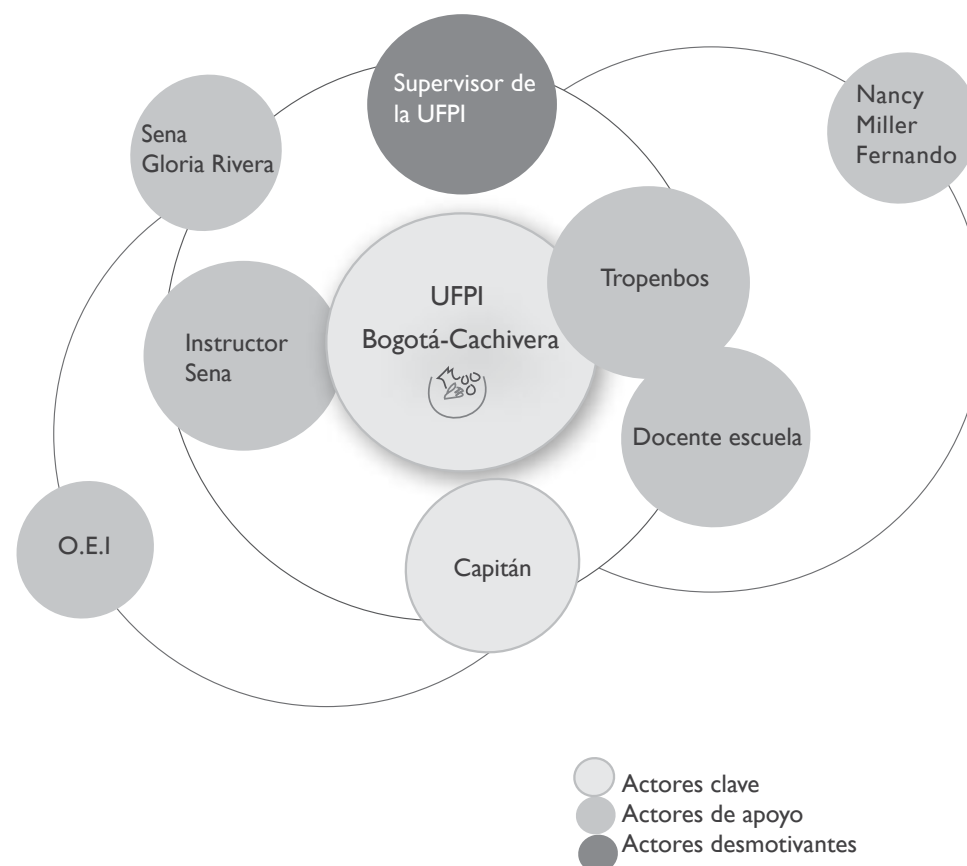 Supervisor de
la UFPI
Nancy
Miller
Fernando
Sena
Gloria Rivera
Tropenbos
UFPI
Bogotá-Cachivera
Instructor
Sena
Docente escuela
O.E.I
Capitán
Actores clave
Actores de apoyo
Actores desmotivantes